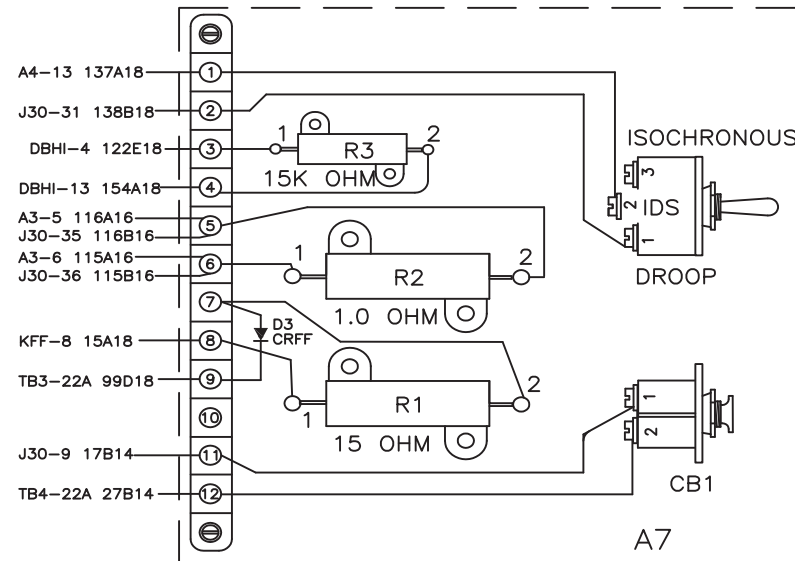 A4-13 137A18 1
J30-31 138B18 2
DBHI-4 122E18 3
1 R3 2
15K OHM
DBHI-13 154A18 4
ISOCHRONOUS
3
2 IDS
1
DROOP
A3-5 116A16
J30-35 116B16 5
A3-6 115A16
J30-36 115B16 6
1 R2 2
1.0 OHM
7
D3
CRFF
KFF-8 15A18 8
TB3-22A 99D18 9
1 R1 2
15 OHM
10
J30-9 17B14 11
TB4-22A 27B14 12
1
2
CB1
A7